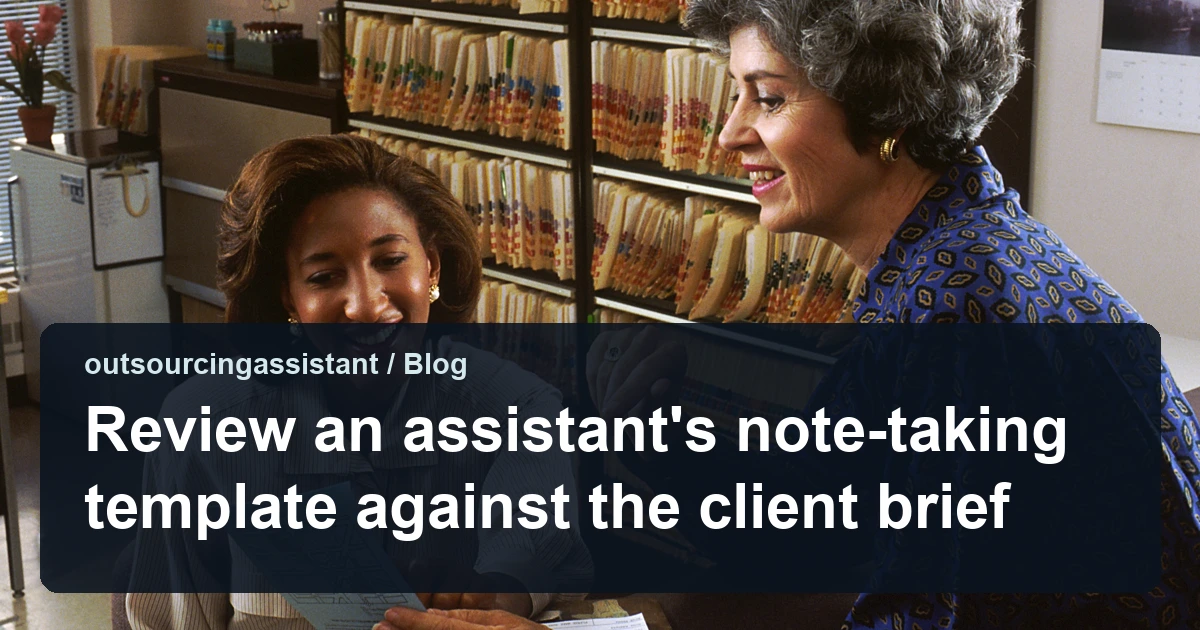 outsourcingassistant / Blog
Review an assistant's note-taking
template against the client brief